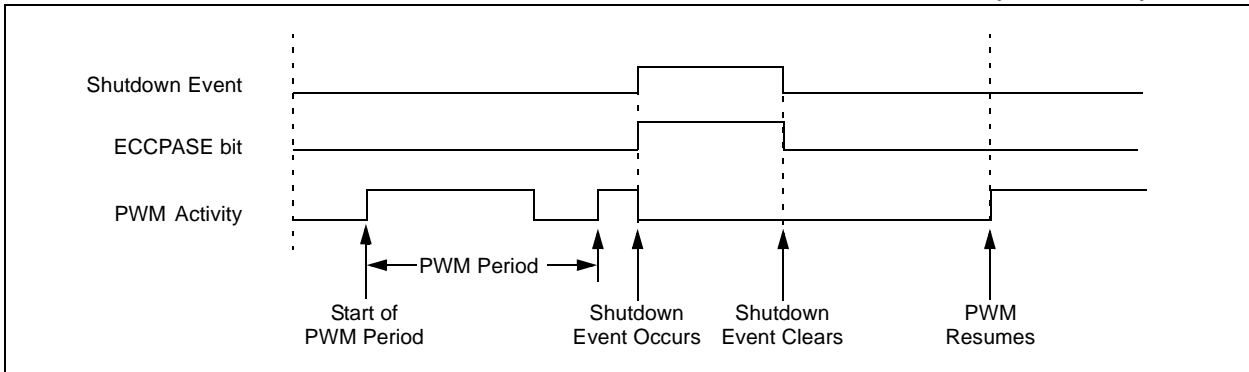 Shutdown Event
ECCPASE bit
PWM Activity
PWM Period
Start of
PWM Period
Shutdown
Event Occurs
Shutdown
Event Clears
PWM
Resumes